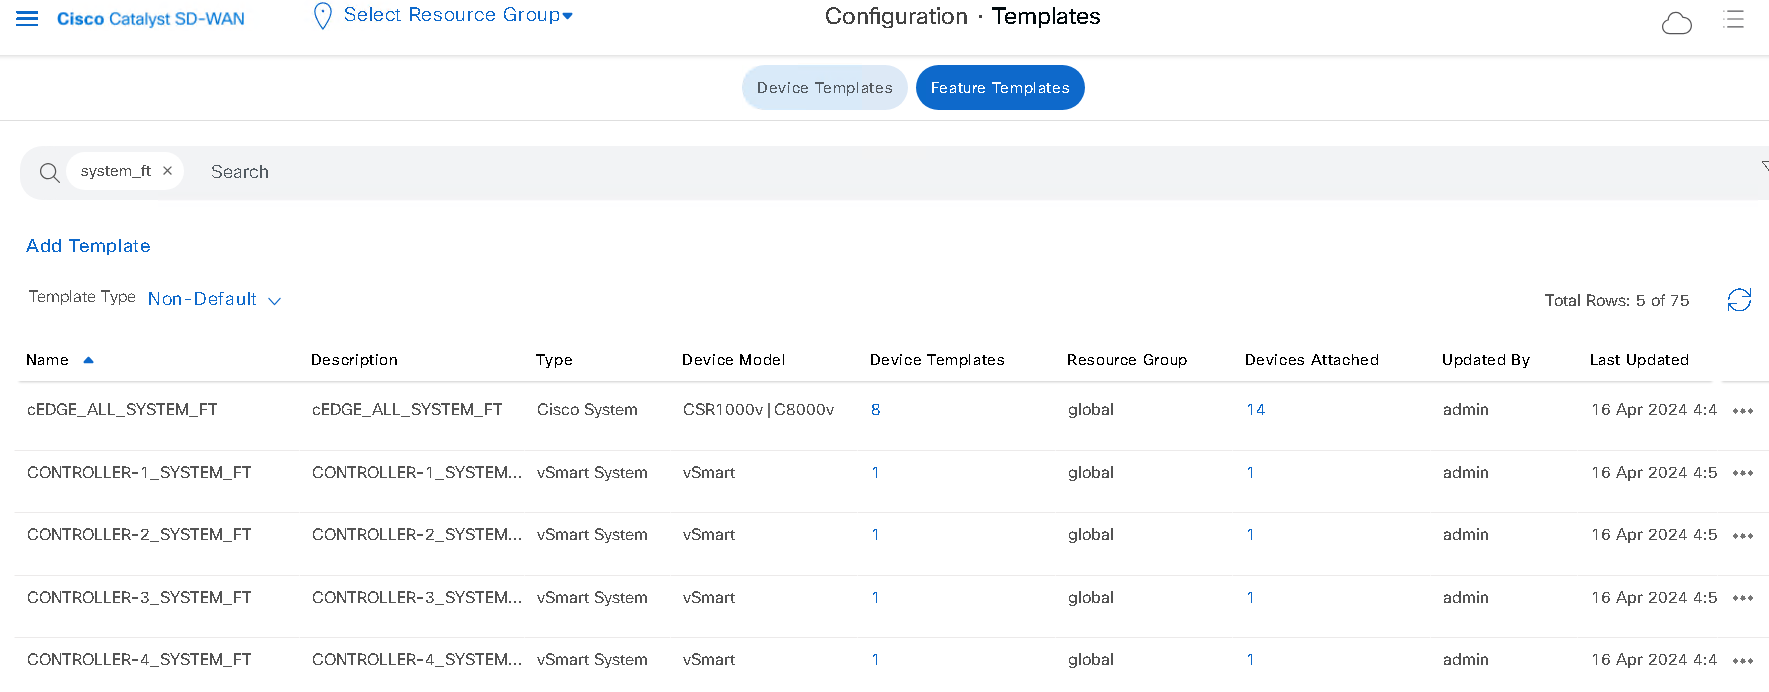 Cisco Catalyst SD-WAN Select Resource Group Configuration · Templates
Device Templates Feature Templates
system_ft × Search
Add Template
Template Type Non-Default Total Rows: 5 of 75
Name Description Type Device Model Device Templates Resource Group Devices Attached Updated By Last Updated
cEDGE_ALL_SYSTEM_FT cEDGE_ALL_SYSTEM_FT Cisco System CSR1000v|C8000v 8 global 14 admin 16 Apr 2024 4:4 •••
CONTROLLER-1_SYSTEM_FT CONTROLLER-1_SYSTEM... vSmart System vSmart 1 global 1 admin 16 Apr 2024 4:5 •••
CONTROLLER-2_SYSTEM_FT CONTROLLER-2_SYSTEM... vSmart System vSmart 1 global 1 admin 16 Apr 2024 4:5 •••
CONTROLLER-3_SYSTEM_FT CONTROLLER-3_SYSTEM... vSmart System vSmart 1 global 1 admin 16 Apr 2024 4:5 •••
CONTROLLER-4_SYSTEM_FT CONTROLLER-4_SYSTEM... vSmart System vSmart 1 global 1 admin 16 Apr 2024 4:4 •••